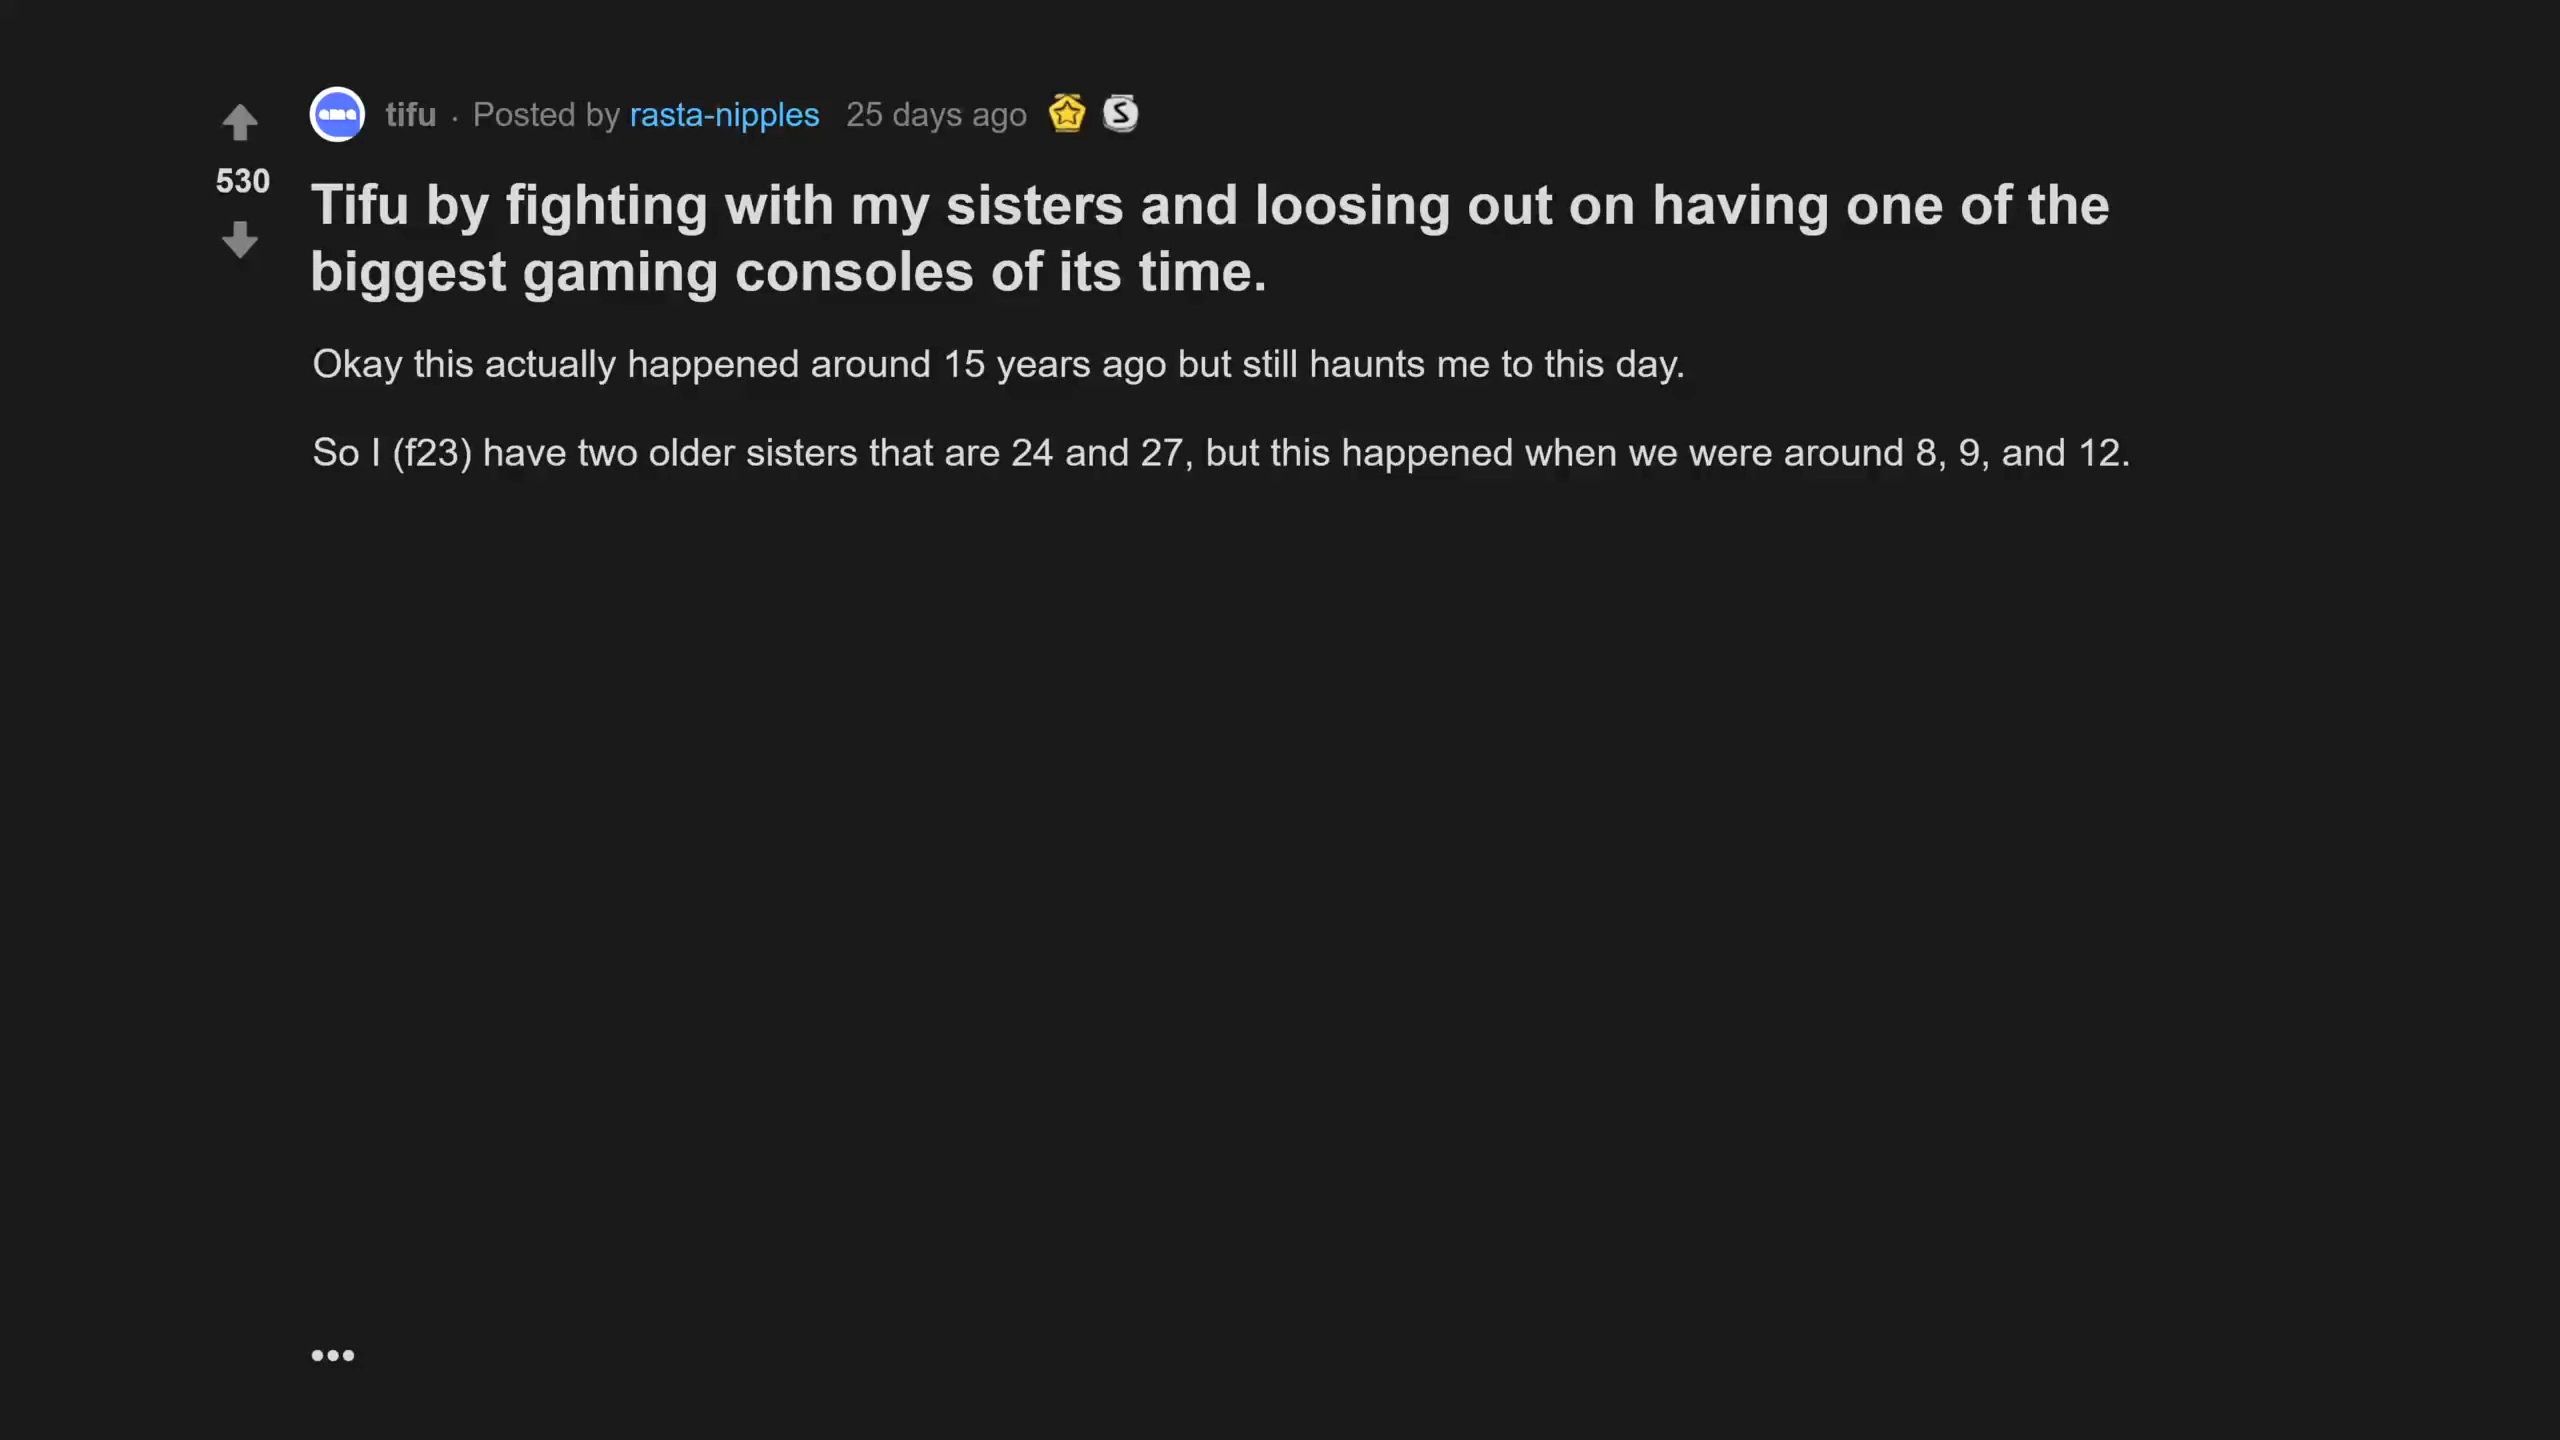 ama tifu · Posted by rasta-nipples 25 days ago S
530
Tifu by fighting with my sisters and loosing out on having one of the
biggest gaming consoles of its time.
Okay this actually happened around 15 years ago but still haunts me to this day.
So I (f23) have two older sisters that are 24 and 27, but this happened when we were around 8, 9, and 12.
•••